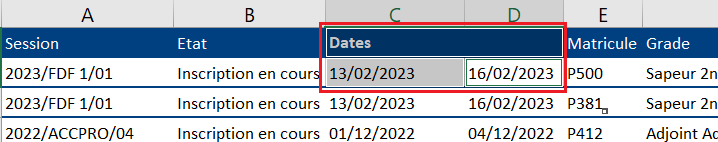 A B C D E
Session Etat Dates Matricule Grade
2023/FDF 1/01 Inscription en cours 13/02/2023 16/02/2023 P500 Sapeur 2n
2023/FDF 1/01 Inscription en cours 13/02/2023 16/02/2023 P381 Sapeur 2n
2022/ACCPRO/04 Inscription en cours 01/12/2022 04/12/2022 P412 Adjoint Ad